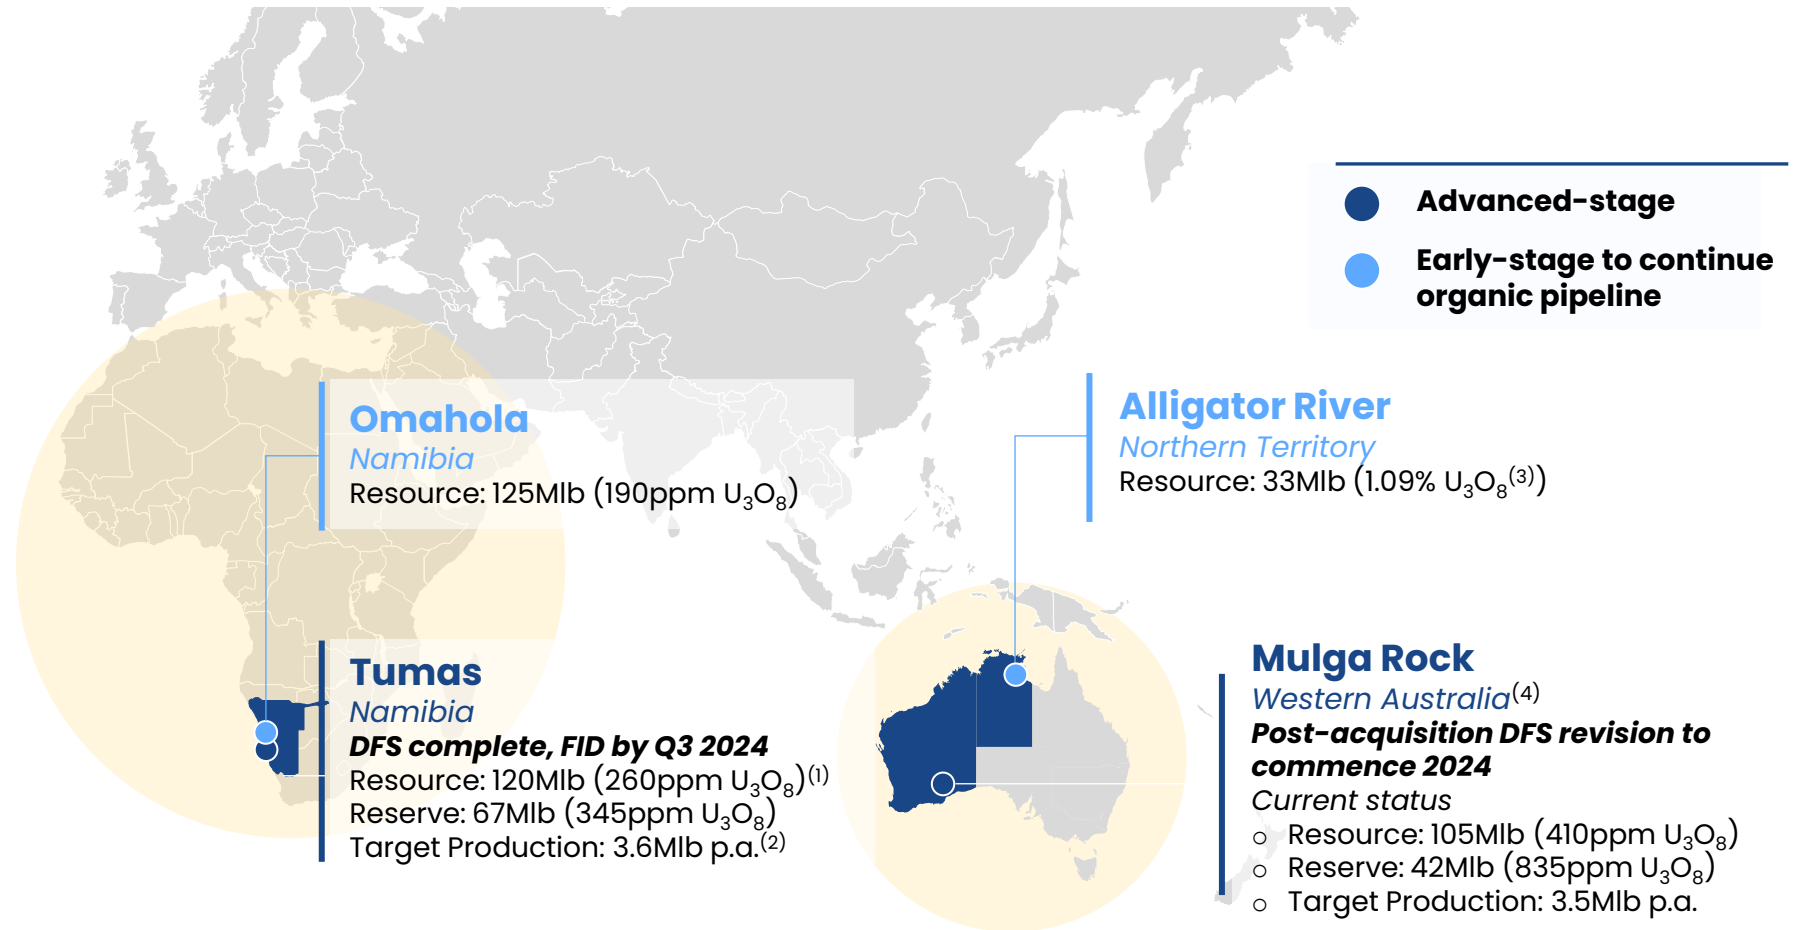 Advanced-stage
Early-stage to continue
organic pipeline
Omahola
Namibia
Resource: 125Mlb (190ppm U₃O₈)
Alligator River
Northern Territory
Resource: 33Mlb (1.09% U₃O₈⁽³⁾)
Tumas
Namibia
DFS complete, FID by Q3 2024
Resource: 120Mlb (260ppm U₃O₈)⁽¹⁾
Reserve: 67Mlb (345ppm U₃O₈)
Target Production: 3.6Mlb p.a.⁽²⁾
Mulga Rock
Western Australia⁽⁴⁾
Post-acquisition DFS revision to
commence 2024
Current status
o Resource: 105Mlb (410ppm U₃O₈)
o Reserve: 42Mlb (835ppm U₃O₈)
o Target Production: 3.5Mlb p.a.